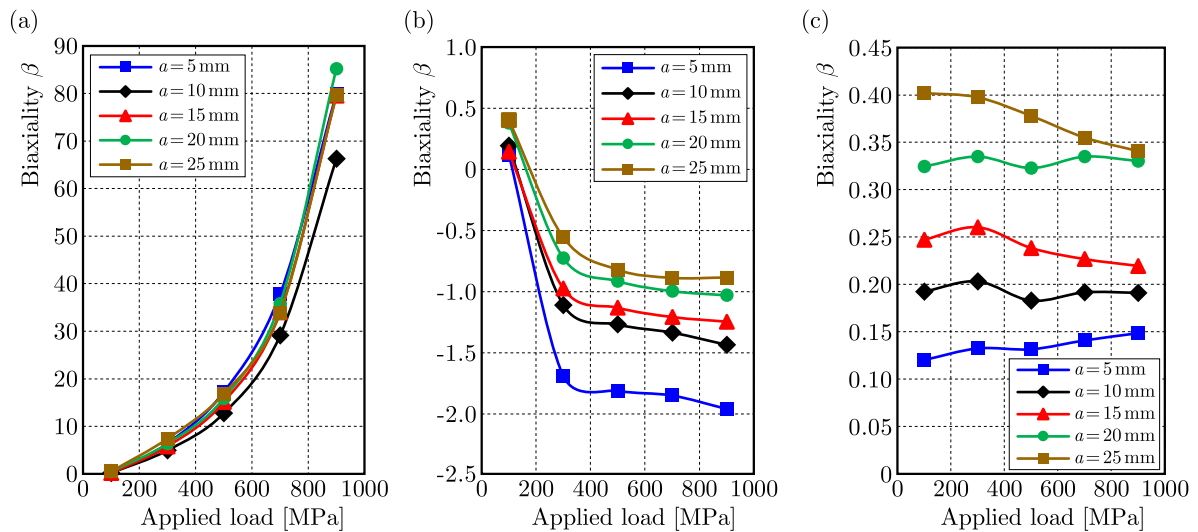 (a)
Biaxiality β
90
80
70
60
50
40
30
20
10
0
a = 5 mm
a = 10 mm
a = 15 mm
a = 20 mm
a = 25 mm
0 200 400 600 800 1000
Applied load [MPa]
(b)
Biaxiality β
1.0
0.5
0
-0.5
-1.0
-1.5
-2.0
-2.5
a = 5 mm
a = 10 mm
a = 15 mm
a = 20 mm
a = 25 mm
0 200 400 600 800 1000
Applied load [MPa]
(c)
Biaxiality β
0.45
0.40
0.35
0.30
0.25
0.20
0.15
0.10
0.05
0
a = 5 mm
a = 10 mm
a = 15 mm
a = 20 mm
a = 25 mm
0 200 400 600 800 1000
Applied load [MPa]